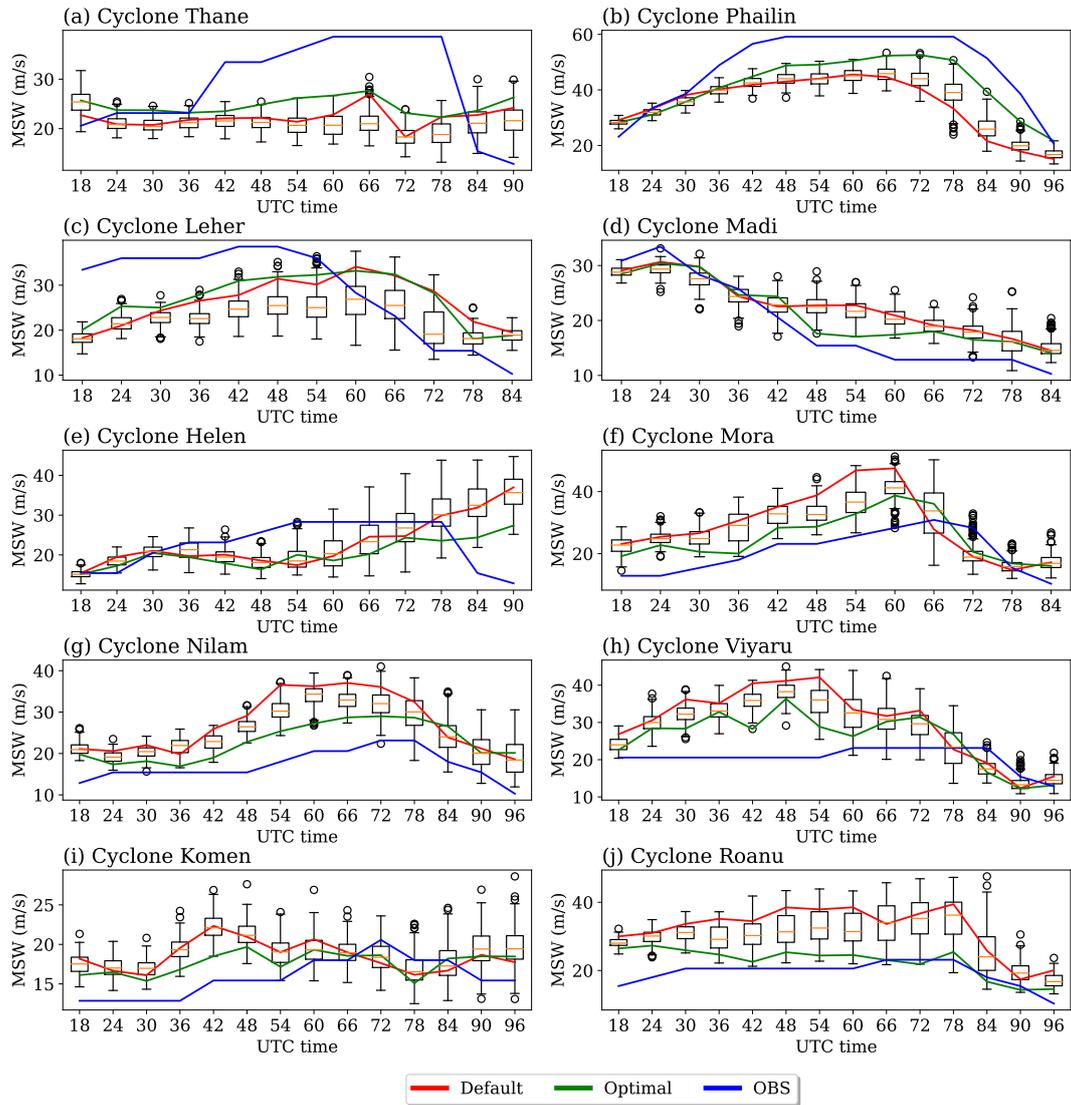 (a) Cyclone Thane
MSW (m/s)
30
20
18 24 30 36 42 48 54 60 66 72 78 84 90
UTC time
(b) Cyclone Phailin
MSW (m/s)
60
40
20
18 24 30 36 42 48 54 60 66 72 78 84 90 96
UTC time
(c) Cyclone Leher
MSW (m/s)
30
20
10
18 24 30 36 42 48 54 60 66 72 78 84
UTC time
(d) Cyclone Madi
MSW (m/s)
30
20
10
18 24 30 36 42 48 54 60 66 72 78 84
UTC time
(e) Cyclone Helen
MSW (m/s)
40
30
20
18 24 30 36 42 48 54 60 66 72 78 84 90
UTC time
(f) Cyclone Mora
MSW (m/s)
40
20
18 24 30 36 42 48 54 60 66 72 78 84
UTC time
(g) Cyclone Nilam
MSW (m/s)
40
30
20
10
18 24 30 36 42 48 54 60 66 72 78 84 90 96
UTC time
(h) Cyclone Viyaru
MSW (m/s)
40
30
20
10
18 24 30 36 42 48 54 60 66 72 78 84 90 96
UTC time
(i) Cyclone Komen
MSW (m/s)
25
20
15
18 24 30 36 42 48 54 60 66 72 78 84 90 96
UTC time
(j) Cyclone Roanu
MSW (m/s)
40
20
18 24 30 36 42 48 54 60 66 72 78 84 90 96
UTC time
Default Optimal OBS